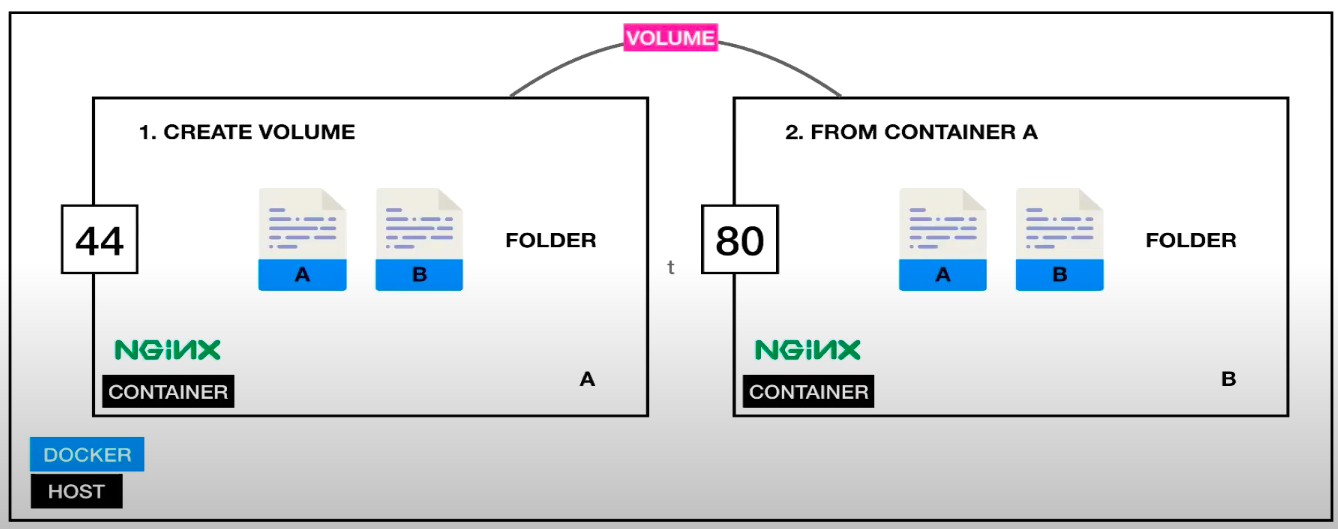 VOLUME
1. CREATE VOLUME
44
A
B
FOLDER
NGINX
CONTAINER
A
t
2. FROM CONTAINER A
80
A
B
FOLDER
NGINX
CONTAINER
B
DOCKER
HOST